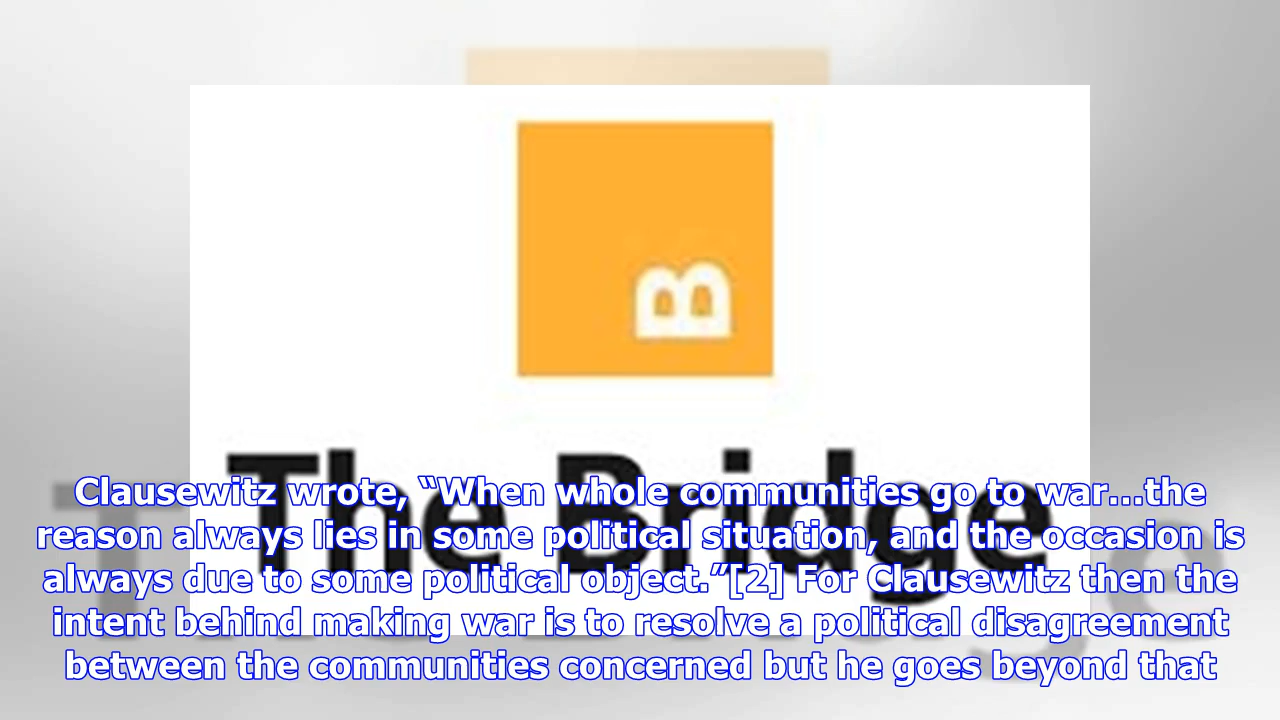 B
The Bridge
Clausewitz wrote, “When whole communities go to war...the
reason always lies in some political situation, and the occasion is
always due to some political object.”[2] For Clausewitz then the
intent behind making war is to resolve a political disagreement
between the communities concerned but he goes beyond that